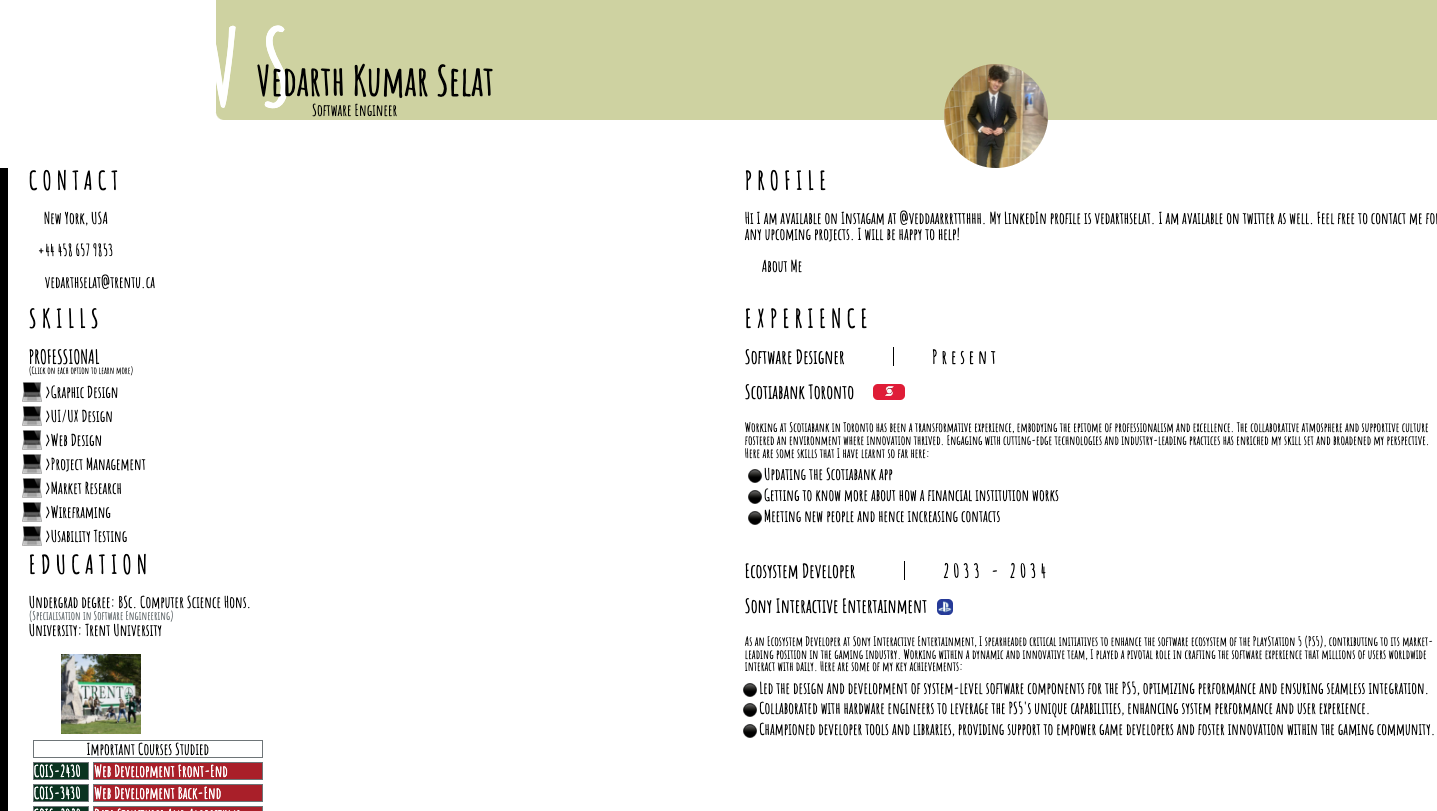 V S
Vedarth Kumar Selat
Software Engineer
CONTACT
New York, USA
+44 458 657 9853
vedarthselat@trentu.ca
SKILLS
PROFESSIONAL
(Click on each option to learn more)
>Graphic Design
>UI/UX Design
>Web Design
>Project Management
>Market Research
>Wireframing
>Usability Testing
EDUCATION
Undergrad degree: BSc. Computer Science Hons.
(Specialisation in Software Engineering)
University: Trent University
TRENT
Important Courses Studied
COIS-2430 Web Development Front-End
COIS-3430 Web Development Back-End
PROFILE
Hi I am available on Instagam at @veddaarrrttthhh. My LinkedIn profile is vedarthselat. I am available on twitter as well. Feel free to contact me for
any upcoming projects. I will be happy to help!
About Me
EXPERIENCE
Software Designer | Present
Scotiabank Toronto
Working at Scotiabank in Toronto has been a transformative experience, embodying the epitome of professionalism and excellence. The collaborative atmosphere and supportive culture
fostered an environment where innovation thrived. Engaging with cutting-edge technologies and industry-leading practices has enriched my skill set and broadened my perspective.
Here are some skills that I have learnt so far here:
Updating the Scotiabank app
Getting to know more about how a financial institution works
Meeting new people and hence increasing contacts
Ecosystem Developer | 2033 - 2034
Sony Interactive Entertainment
As an Ecosystem Developer at Sony Interactive Entertainment, I spearheaded critical initiatives to enhance the software ecosystem of the PlayStation 5 (PS5), contributing to its market-
leading position in the gaming industry. Working within a dynamic and innovative team, I played a pivotal role in crafting the software experience that millions of users worldwide
interact with daily. Here are some of my key achievements:
Led the design and development of system-level software components for the PS5, optimizing performance and ensuring seamless integration.
Collaborated with hardware engineers to leverage the PS5's unique capabilities, enhancing system performance and user experience.
Championed developer tools and libraries, providing support to empower game developers and foster innovation within the gaming community.